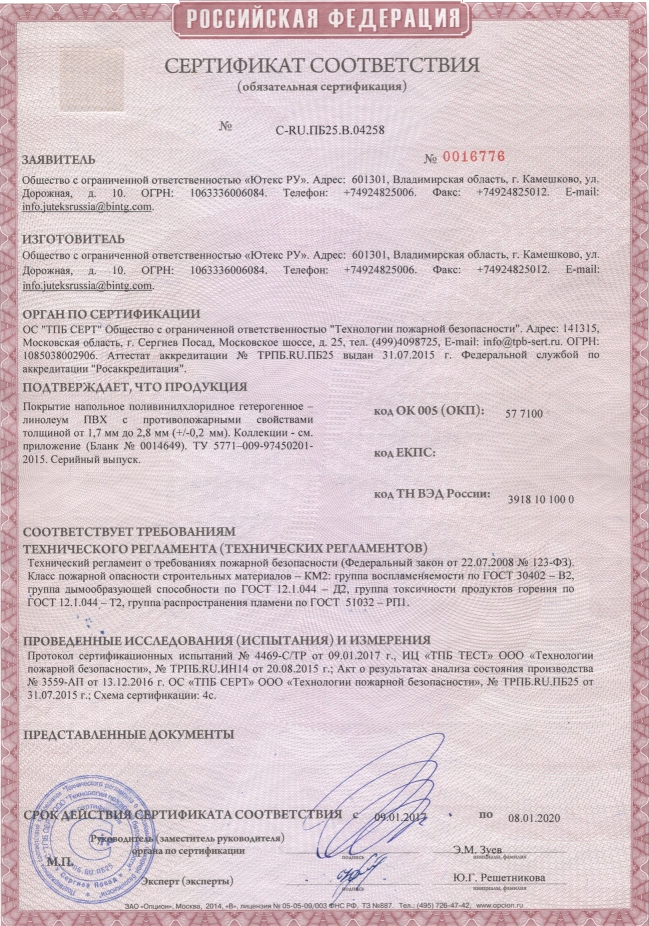 РОССИЙСКАЯ ФЕДЕРАЦИЯ
СЕРТИФИКАТ СООТВЕТСТВИЯ
(обязательная сертификация)
№ C-RU.ПБ25.В.04258
ЗАЯВИТЕЛЬ № 0016776
Общество с ограниченной ответственностью «Ютекс РУ». Адрес: 601301, Владимирская область, г. Камешково, ул.
Дорожная, д. 10. ОГРН: 1063336006084. Телефон: +74924825006. Факс: +74924825012. E-mail:
info.juteksrussia@bintg.com.
ИЗГОТОВИТЕЛЬ
Общество с ограниченной ответственностью «Ютекс РУ». Адрес: 601301, Владимирская область, г. Камешково, ул.
Дорожная, д. 10. ОГРН: 1063336006084. Телефон: +74924825006. Факс: +74924825012. E-mail:
info.juteksrussia@bintg.com.
ОРГАН ПО СЕРТИФИКАЦИИ
ОС "ТПБ СЕРТ" Общество с ограниченной ответственностью "Технологии пожарной безопасности". Адрес: 141315,
Московская область, г. Сергиев Посад, Московское шоссе, д. 25, тел. (499)4098725, E-mail: info@tpb-sert.ru. ОГРН:
1085038002906. Аттестат аккредитации № ТРПБ.RU.ПБ25 выдан 31.07.2015 г. Федеральной службой по
аккредитации "Росаккредитация".
ПОДТВЕРЖДАЕТ, ЧТО ПРОДУКЦИЯ
Покрытие напольное поливинилхлоридное гетерогенное –
линолеум ПВХ с противопожарными свойствами
толщиной от 1,7 мм до 2,8 мм (+/-0,2 мм). Коллекции - см.
приложение (Бланк № 0014649). ТУ 5771–009-97450201-
2015. Серийный выпуск.
код ОК 005 (ОКП): 57 7100
код ЕКПС:
код ТН ВЭД России: 3918 10 100 0
СООТВЕТСТВУЕТ ТРЕБОВАНИЯМ
ТЕХНИЧЕСКОГО РЕГЛАМЕНТА (ТЕХНИЧЕСКИХ РЕГЛАМЕНТОВ)
Технический регламент о требованиях пожарной безопасности (Федеральный закон от 22.07.2008 № 123-ФЗ).
Класс пожарной опасности строительных материалов – КМ2: группа воспламеняемости по ГОСТ 30402 – В2,
группа дымообразующей способности по ГОСТ 12.1.044 – Д2, группа токсичности продуктов горения по
ГОСТ 12.1.044 – Т2, группа распространения пламени по ГОСТ 51032 – РП1.
ПРОВЕДЕННЫЕ ИССЛЕДОВАНИЯ (ИСПЫТАНИЯ) И ИЗМЕРЕНИЯ
Протокол сертификационных испытаний № 4469-С/ТР от 09.01.2017 г., ИЦ «ТПБ ТЕСТ» ООО «Технологии
пожарной безопасности», № ТРПБ.RU.ИН14 от 20.08.2015 г.; Акт о результатах анализа состояния производства
№ 3559-АП от 13.12.2016 г. ОС «ТПБ СЕРТ» ООО «Технологии пожарной безопасности», № ТРПБ.RU.ПБ25 от
31.07.2015 г.; Схема сертификации: 4с.
ПРЕДСТАВЛЕННЫЕ ДОКУМЕНТЫ
СРОК ДЕЙСТВИЯ СЕРТИФИКАТА СООТВЕТСТВИЯ с 09.01.2017 по 08.01.2020
Руководитель (заместитель руководителя)
органа по сертификации Э.М. Зуев
М.П. подпись инициалы, фамилия
Эксперт (эксперты) Ю.Г. Решетникова
подпись инициалы, фамилия
ЗАО «Опцион», Москва, 2014, «В», лицензия № 05-05-09/003 ФНС РФ, ТЗ №887. Тел.: (495) 726-47-42, www.opcion.ru